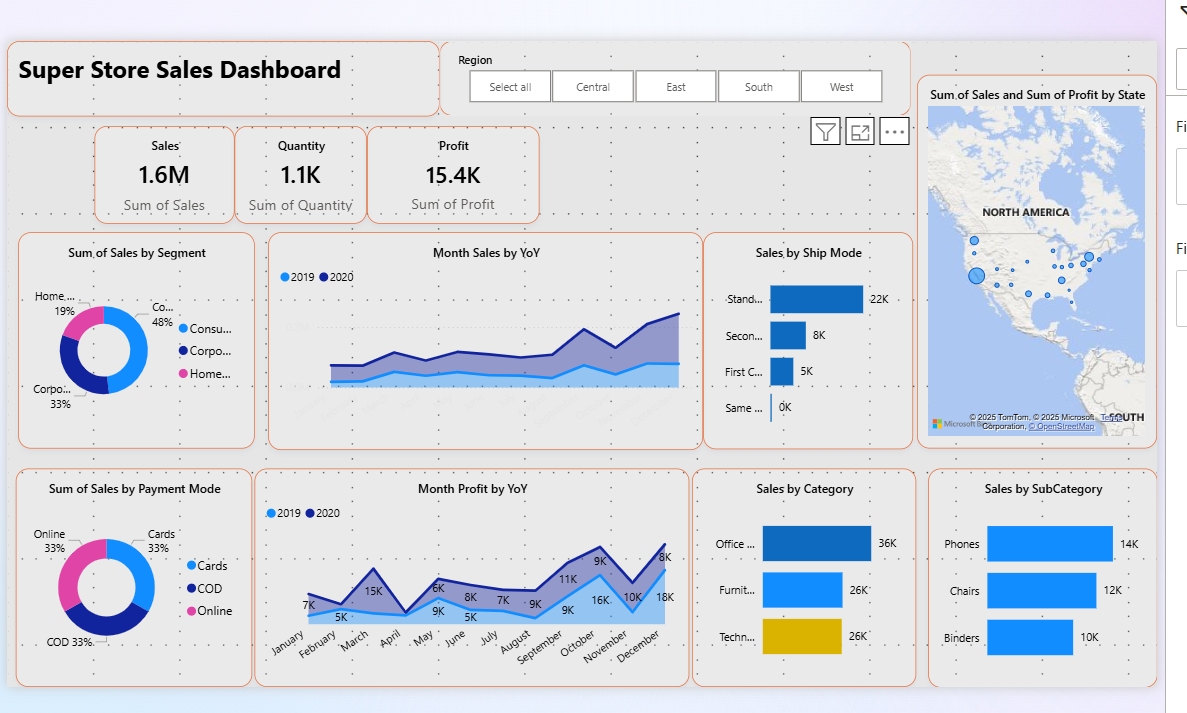 Super Store Sales Dashboard
Region
Select all
Central
East
South
West
Sum of Sales and Sum of Profit by State
NORTH AMERICA
SOUTH
© 2025 TomTom, © 2025 Microsoft
Corporation, © OpenStreetMap
Terms
Microsoft
Sales
1.6M
Sum of Sales
Quantity
1.1K
Sum of Quantity
Profit
15.4K
Sum of Profit
Sum of Sales by Segment
Home ...
19%
Co...
48%
Corpo...
33%
Consu...
Corpo...
Home...
Month Sales by YoY
2019
2020
Sales by Ship Mode
Stand...
22K
Secon...
8K
First C...
5K
Same ...
0K
Sum of Sales by Payment Mode
Online
33%
Cards
33%
COD 33%
Cards
COD
Online
Month Profit by YoY
2019
2020
7K
5K
15K
6K
9K
8K
5K
7K
9K
11K
9K
9K
16K
10K
8K
18K
January
February
March
April
May
June
July
August
September
October
November
December
Sales by Category
Office ...
36K
Furnit...
26K
Techn...
26K
Sales by SubCategory
Phones
14K
Chairs
12K
Binders
10K
Fi
Fi